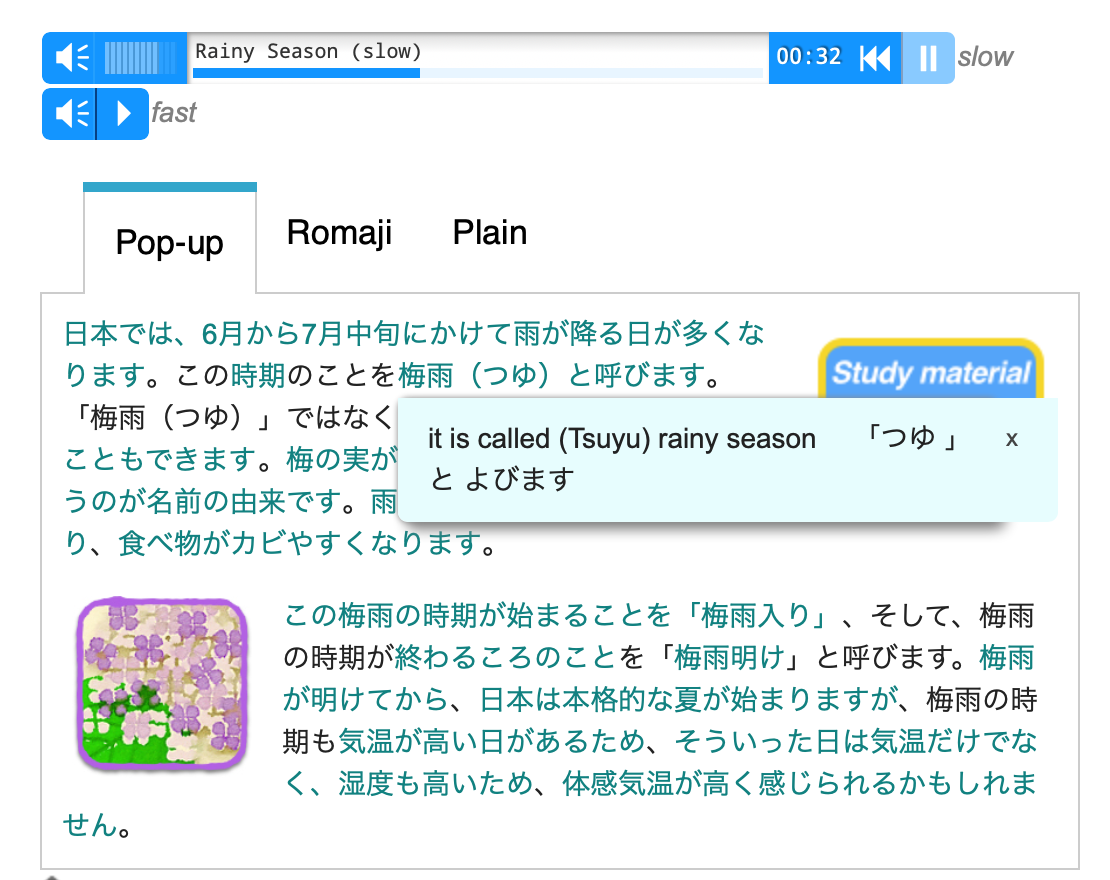 Rainy Season (slow)
00:32
slow
fast
Pop-up
Romaji
Plain
日本では、6月から7月中旬にかけて雨が降る日が多くな
ります。この時期のことを梅雨（つゆ）と呼びます。
Study material
「梅雨（つゆ）」ではなく
it is called (Tsuyu) rainy season 「つゆ 」 x
と よびます
こともできます。梅の実が
うのが名前の由来です。雨
り、食べ物がカビやすくなります。
この梅雨の時期が始まることを「梅雨入り」 、そして、梅雨
の時期が終わるころのことを「梅雨明け」と呼びます。梅雨
が明けてから、日本は本格的な夏が始まりますが、梅雨の時
期も気温が高い日があるため、そういった日は気温だけでな
く、湿度も高いため、体感気温が高く感じられるかもしれま
せん。